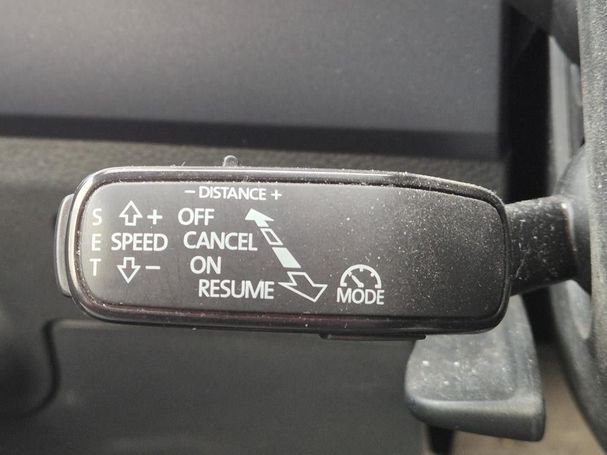 - DISTANCE +
S + OFF
E SPEED CANCEL
T - ON
RESUME
MODE